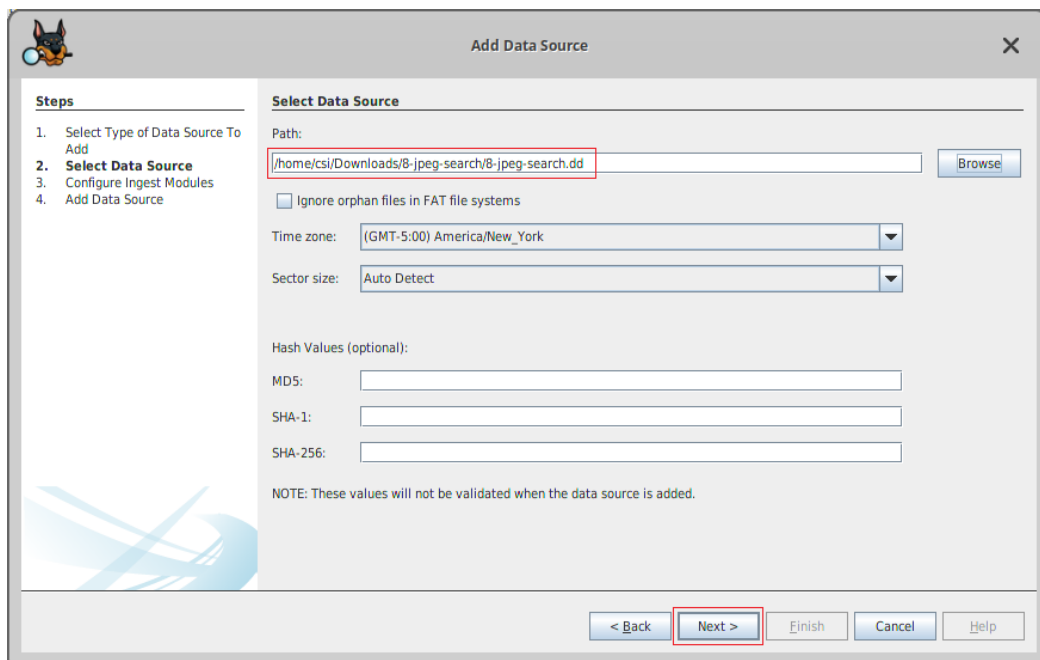 Add Data Source
Steps
1. Select Type of Data Source To
Add
2. Select Data Source
3. Configure Ingest Modules
4. Add Data Source
Select Data Source
Path:
/home/csi/Downloads/8-jpeg-search/8-jpeg-search.dd
Browse
Ignore orphan files in FAT file systems
Time zone: (GMT-5:00) America/New_York
Sector size: Auto Detect
Hash Values (optional):
MD5:
SHA-1:
SHA-256:
NOTE: These values will not be validated when the data source is added.
< Back Next > Finish Cancel Help